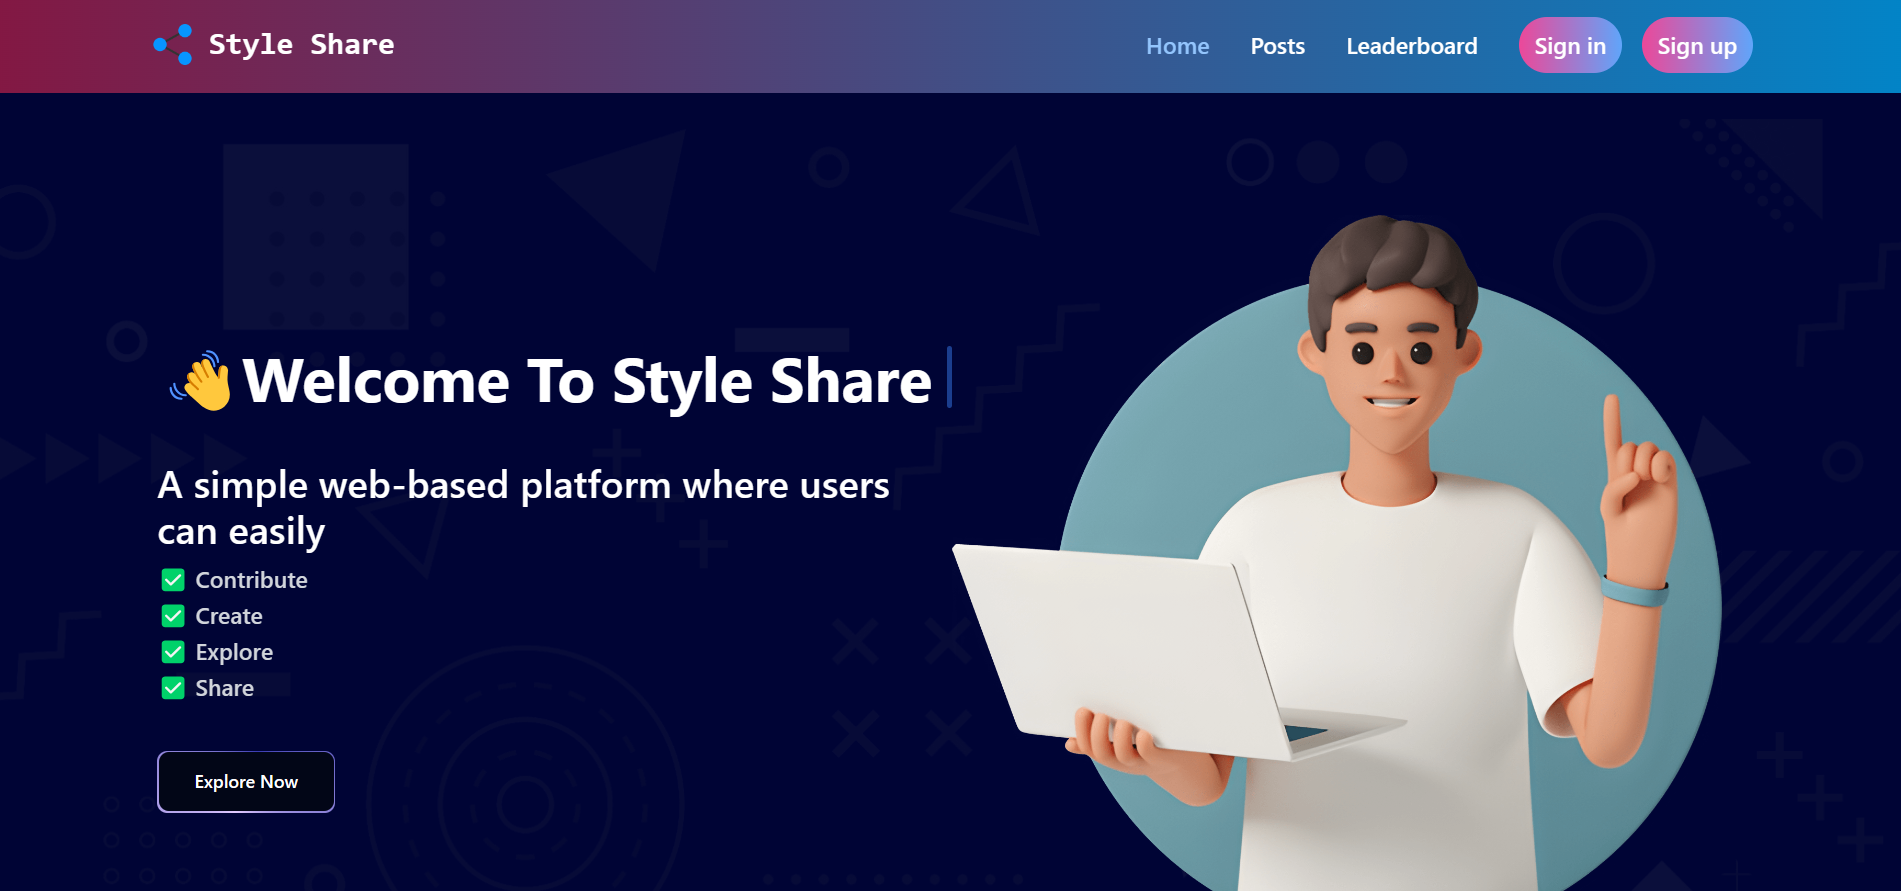 Style Share
Home
Posts
Leaderboard
Sign in
Sign up
👋 Welcome To Style Share
A simple web-based platform where users
can easily
✅ Contribute
✅ Create
✅ Explore
✅ Share
Explore Now